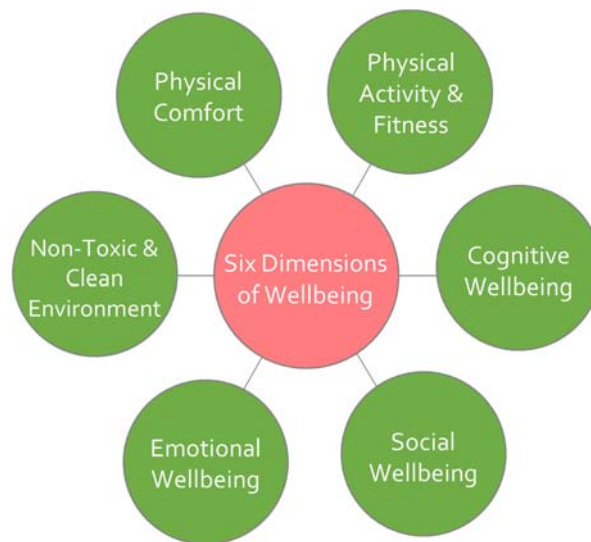 Physical
Comfort
Physical
Activity &
Fitness
Non-Toxic &
Clean
Environment
Six Dimensions
of Wellbeing
Cognitive
Wellbeing
Emotional
Wellbeing
Social
Wellbeing